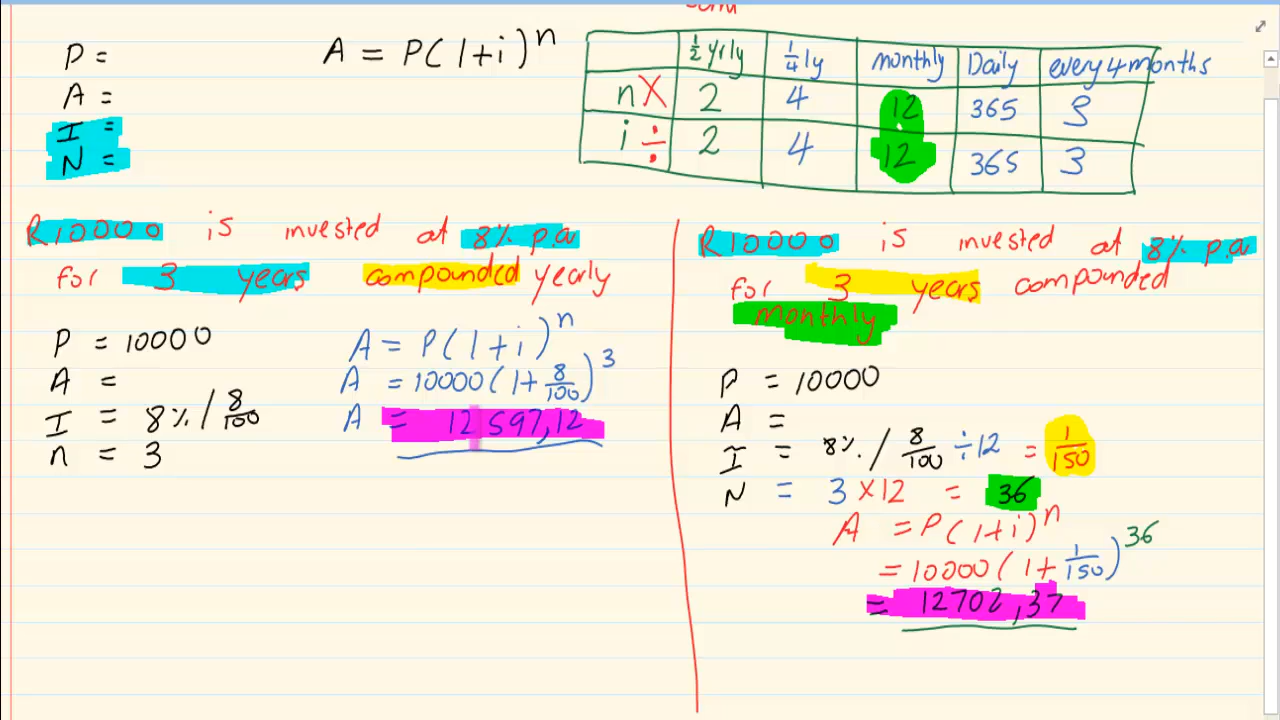 P =
A =
I =
N =
A = P(1+i)^n
½ yrly ¼ly monthly Daily every 4 months
n × 2 4 12 365 3
i ÷ 2 4 12 365 3
R10000 is invested at 8% p.a
for 3 years compounded yearly
P = 10000
A =
I = 8% / 8/100
n = 3
A = P(1+i)^n
A = 10000(1+8/100)^3
A = 12 597,12
R10000 is invested at 8% p.a
for 3 years compounded
monthly
P = 10000
A =
I = 8% / 8/100 ÷12 = 1/150
N = 3 ×12 = 36
A = P(1+i)^n
= 10000(1+1/150)^36
= 12702,37